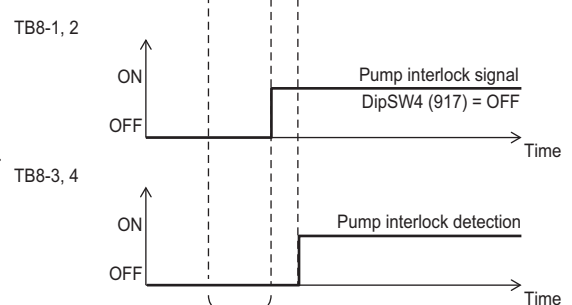 TB8-1, 2
ON
Pump interlock signal
DipSW4 (917) = OFF
OFF
Time
TB8-3, 4
ON
Pump interlock detection
OFF
Time